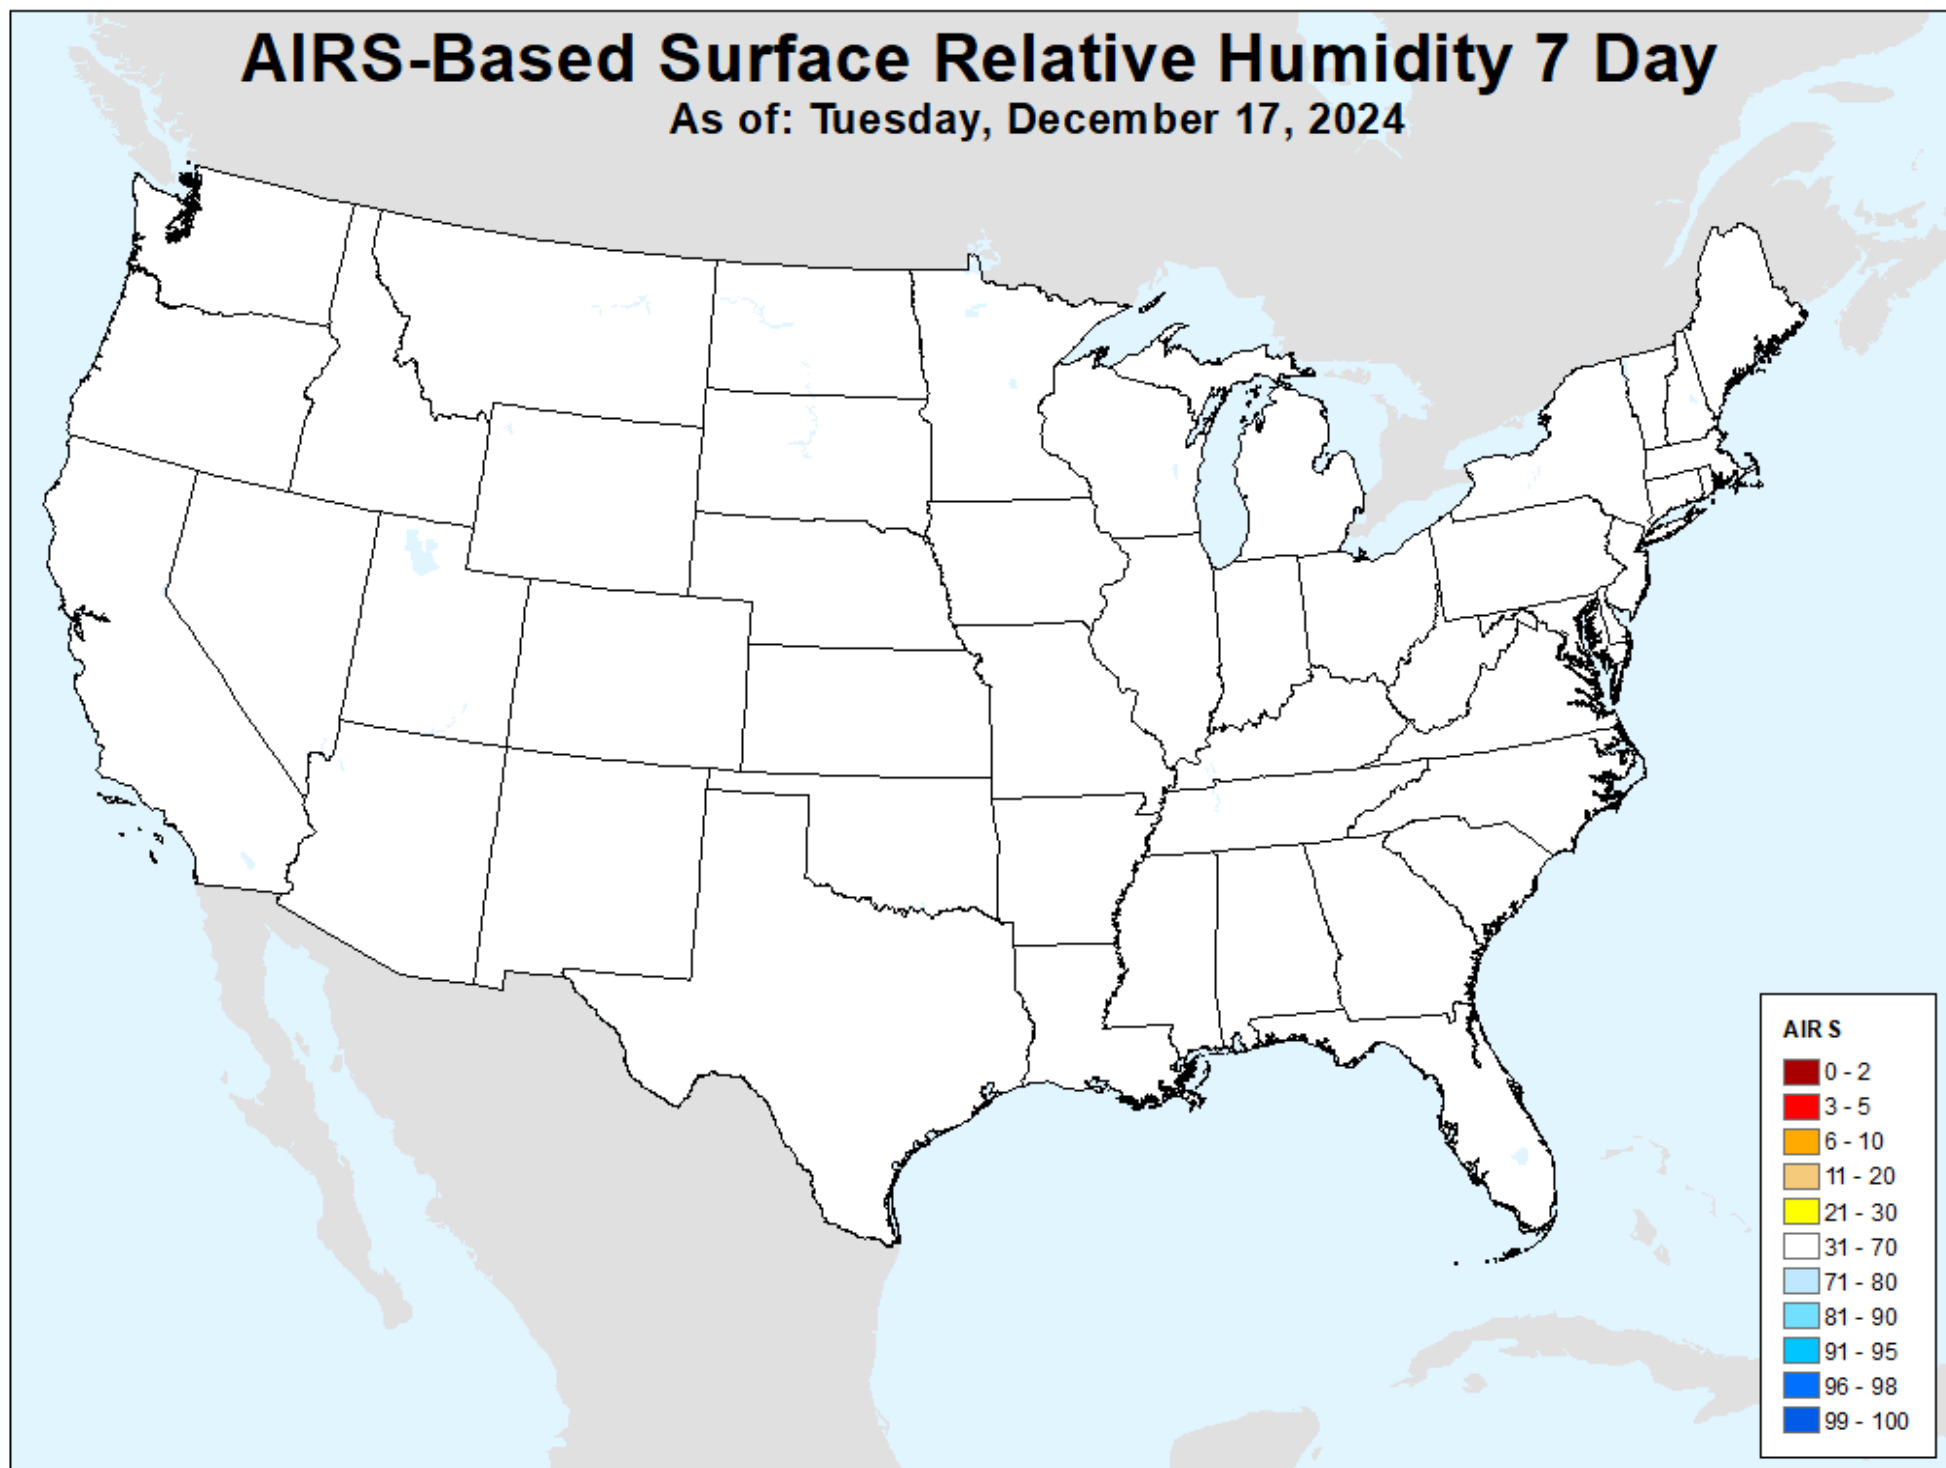 AIRS-Based Surface Relative Humidity 7 Day
As of: Tuesday, December 17, 2024
AIRS
0 - 2
3 - 5
6 - 10
11 - 20
21 - 30
31 - 70
71 - 80
81 - 90
91 - 95
96 - 98
99 - 100